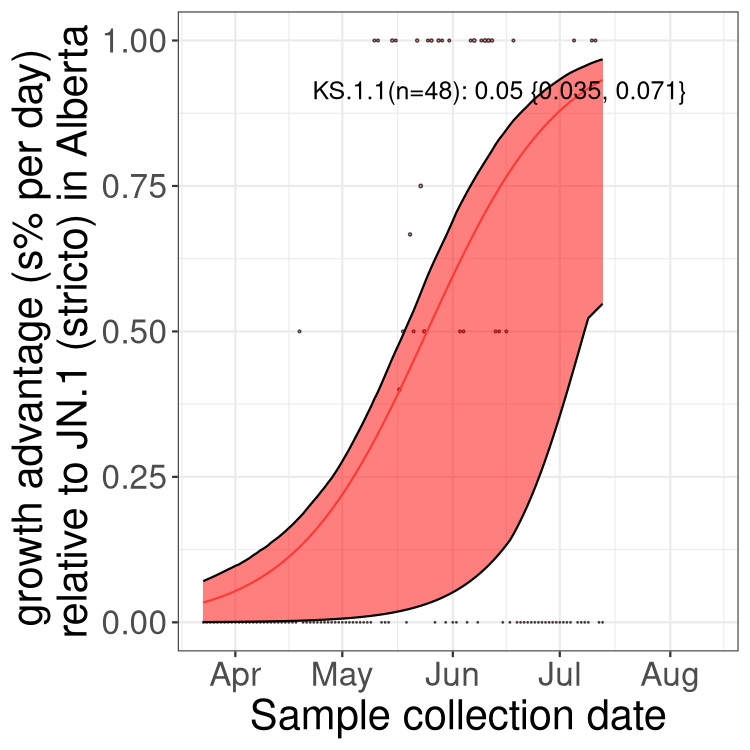 growth advantage (s% per day)
relative to JN.1 (stricto) in Alberta
1.00
0.75
0.50
0.25
0.00
KS.1.1(n=48): 0.05 {0.035, 0.071}
Apr May Jun Jul Aug
Sample collection date